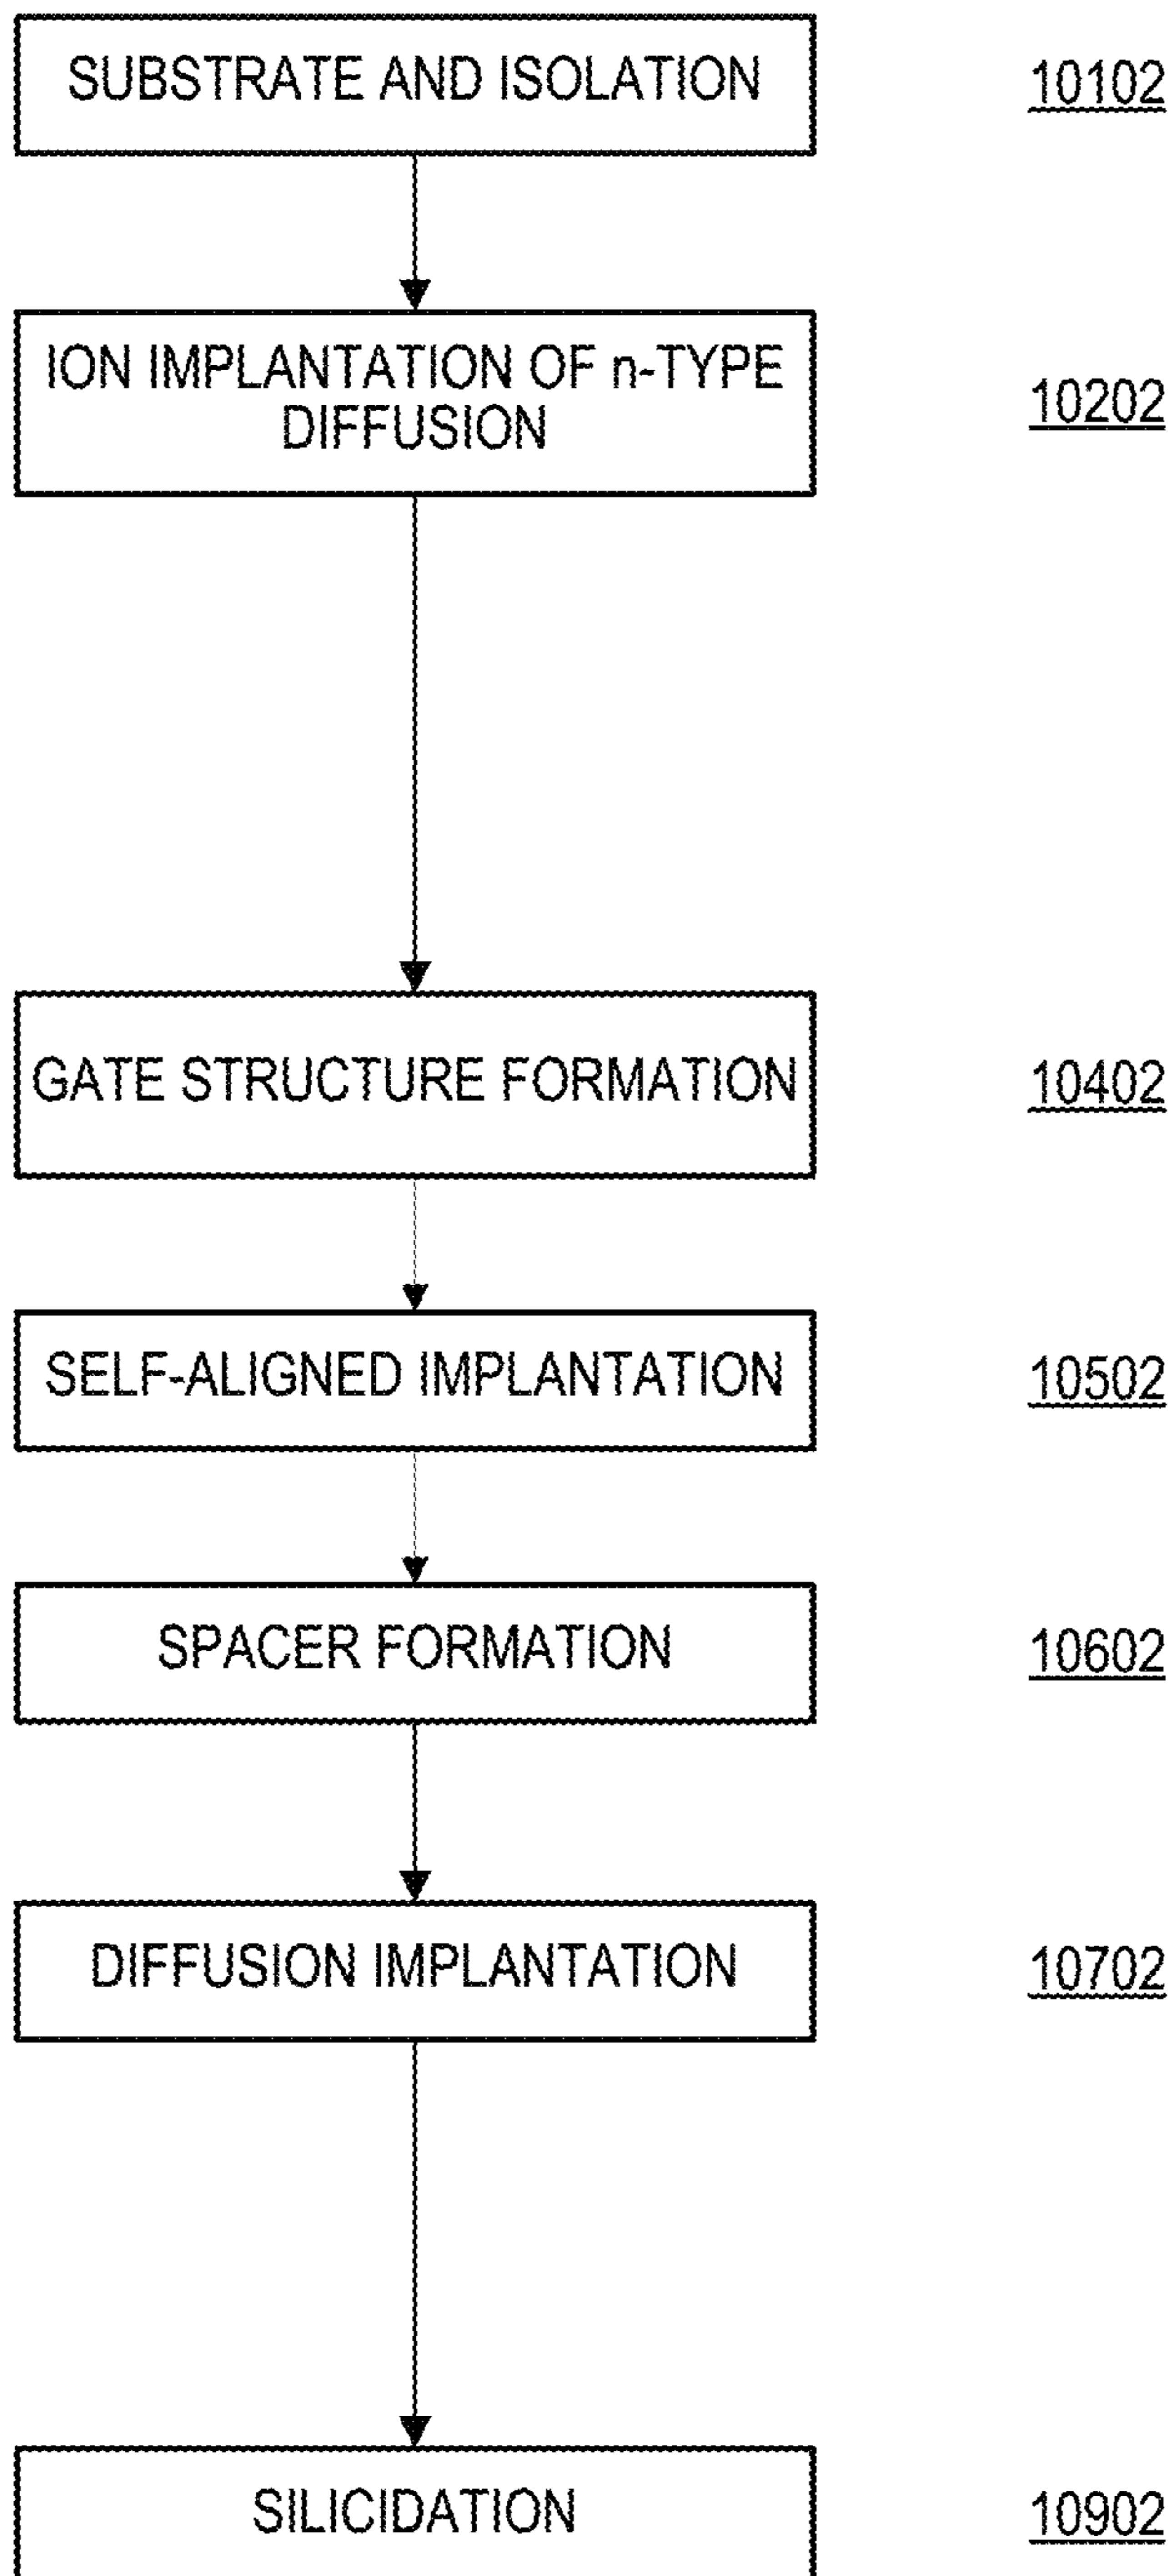 SUBSTRATE AND ISOLATION 10102
ION IMPLANTATION OF n-TYPE
DIFFUSION
10202
GATE STRUCTURE FORMATION 10402
SELF-ALIGNED IMPLANTATION 10502
SPACER FORMATION 10602
DIFFUSION IMPLANTATION 10702
SILICIDATION 10902